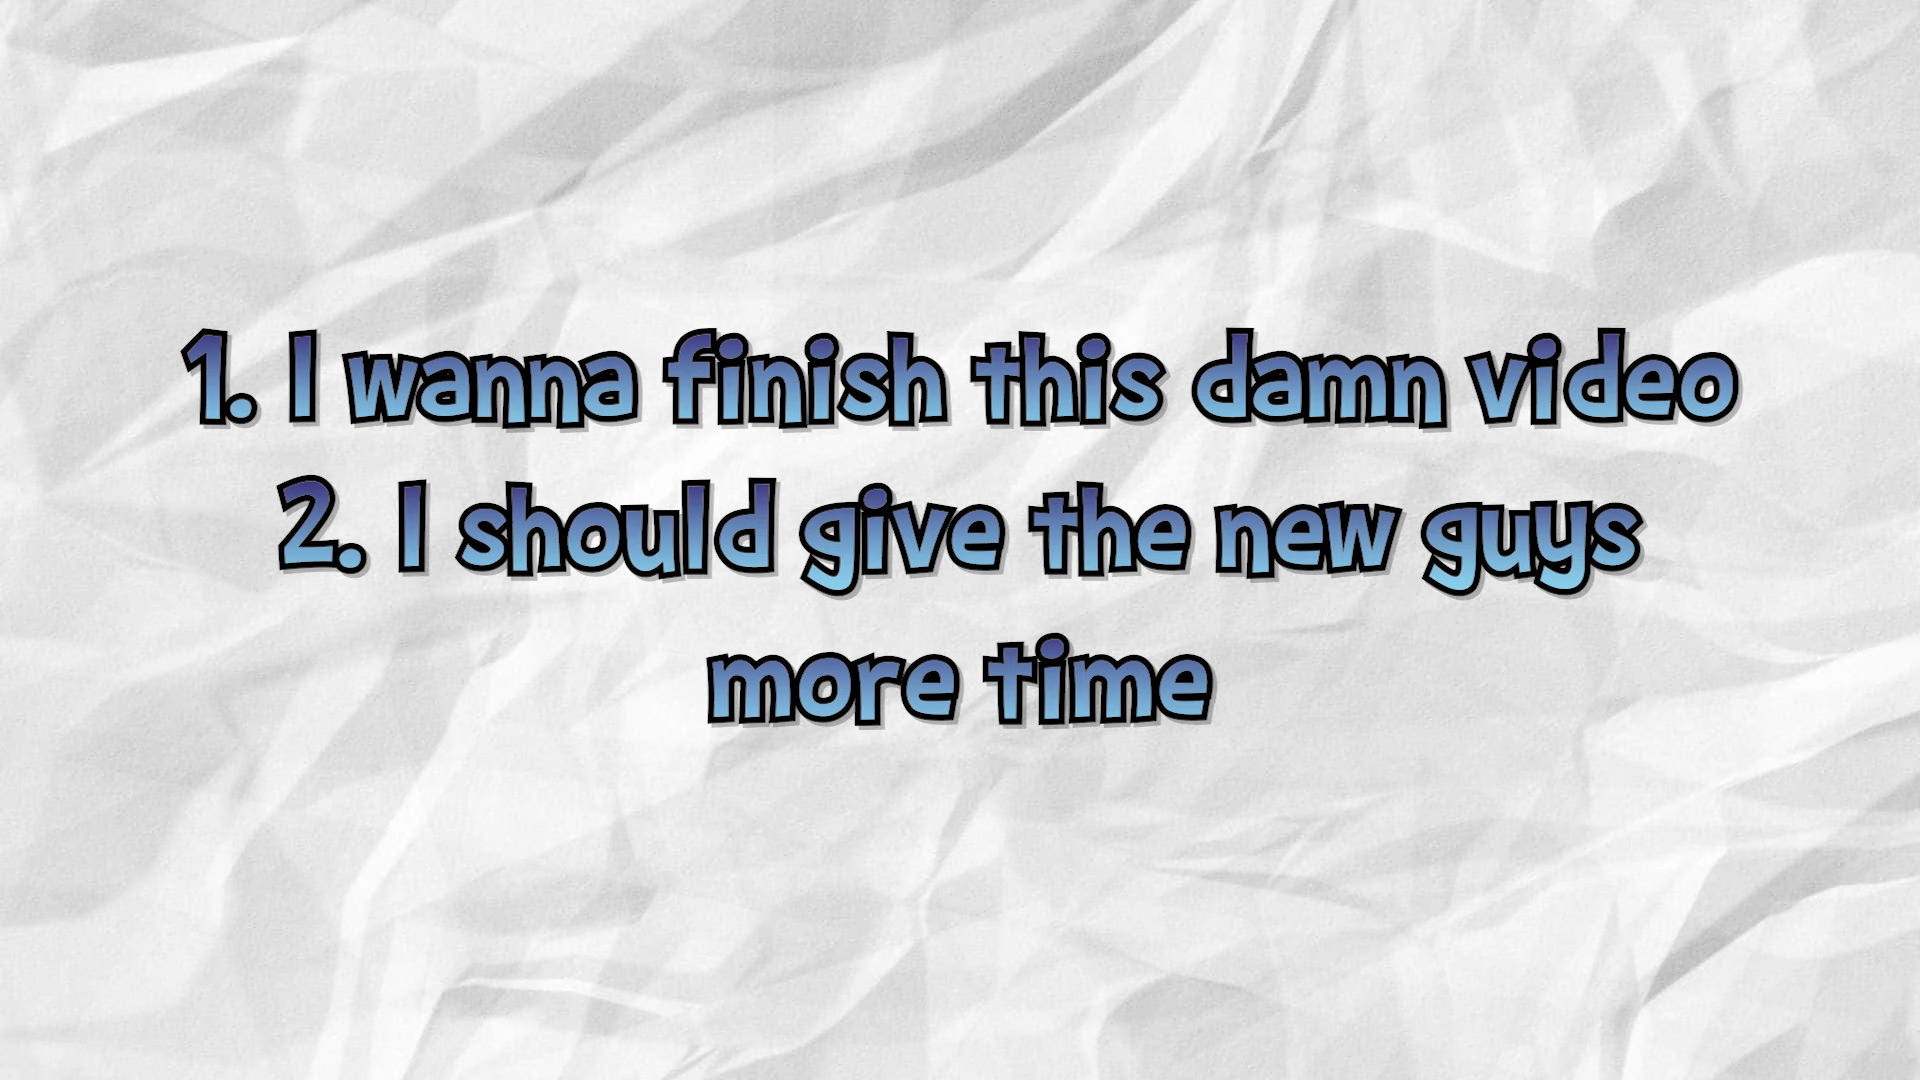 1. I wanna finish this damn video
2. I should give the new guys
more time